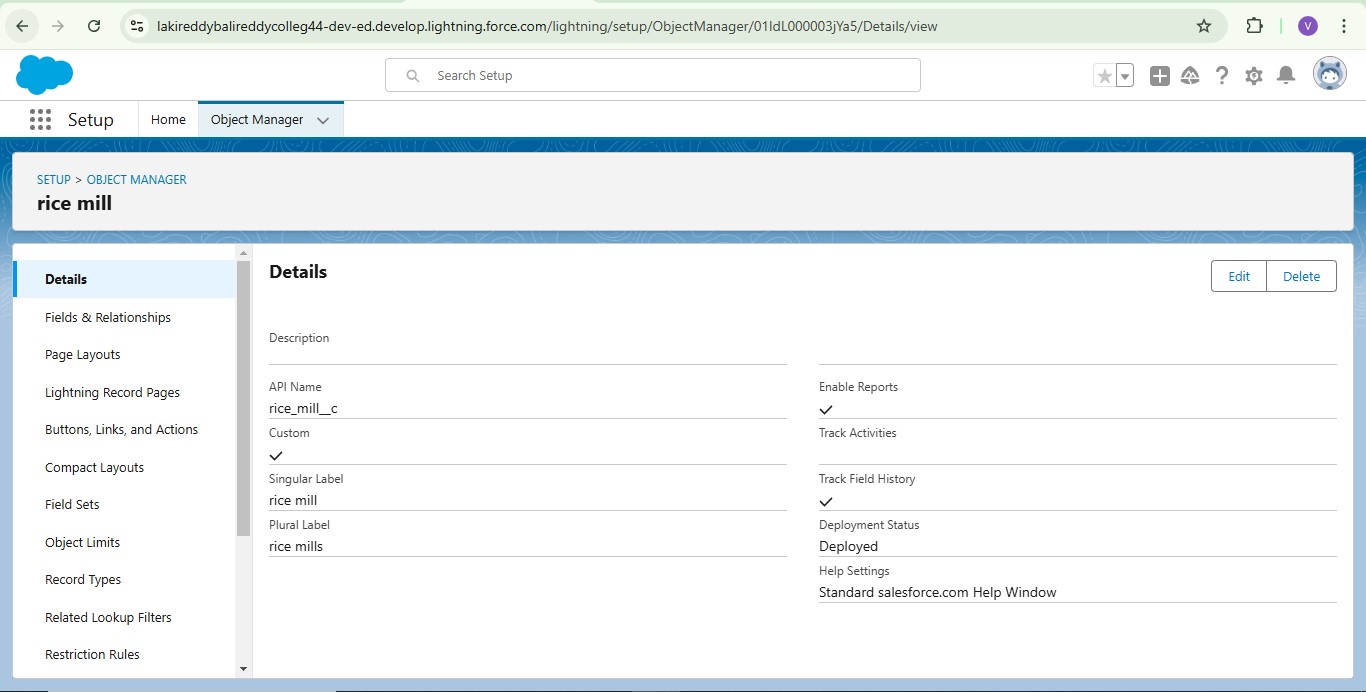 lakireddybalireddycolleg44-dev-ed.develop.lightning.force.com/lightning/setup/ObjectManager/01IdL000003jYa5/Details/view
V
Search Setup
Setup
Home
Object Manager
SETUP > OBJECT MANAGER
rice mill
Details
Fields & Relationships
Page Layouts
Lightning Record Pages
Buttons, Links, and Actions
Compact Layouts
Field Sets
Object Limits
Record Types
Related Lookup Filters
Restriction Rules
Details
Edit
Delete
Description
API Name
rice_mill__c
Custom
Singular Label
rice mill
Plural Label
rice mills
Enable Reports
Track Activities
Track Field History
Deployment Status
Deployed
Help Settings
Standard salesforce.com Help Window